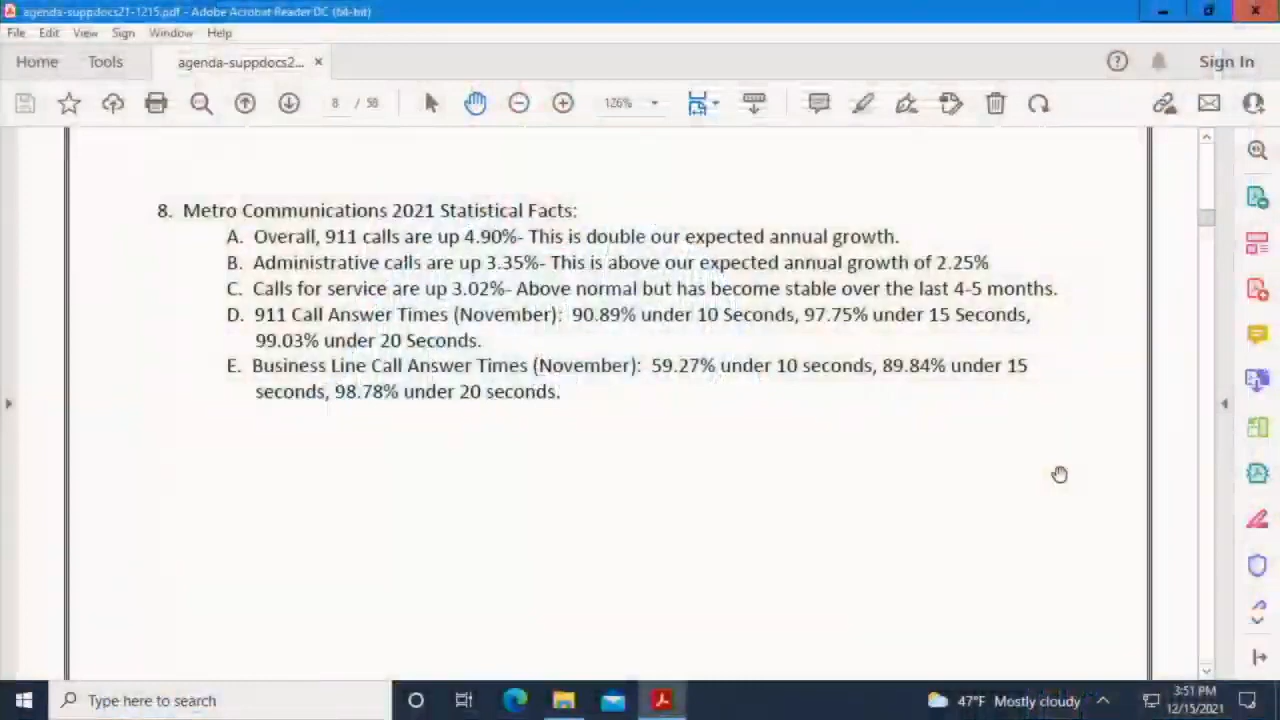 agenda-suppdocs21-1215.pdf - Adobe Acrobat Reader DC (64-bit)
File Edit View Sign Window Help
Home Tools agenda-suppdocs2... × Sign In
8 / 58 126%
8. Metro Communications 2021 Statistical Facts:
A. Overall, 911 calls are up 4.90%- This is double our expected annual growth.
B. Administrative calls are up 3.35%- This is above our expected annual growth of 2.25%
C. Calls for service are up 3.02%- Above normal but has become stable over the last 4-5 months.
D. 911 Call Answer Times (November): 90.89% under 10 Seconds, 97.75% under 15 Seconds,
99.03% under 20 Seconds.
E. Business Line Call Answer Times (November): 59.27% under 10 seconds, 89.84% under 15
seconds, 98.78% under 20 seconds.
Type here to search 47°F Mostly cloudy 3:51 PM
12/15/2021